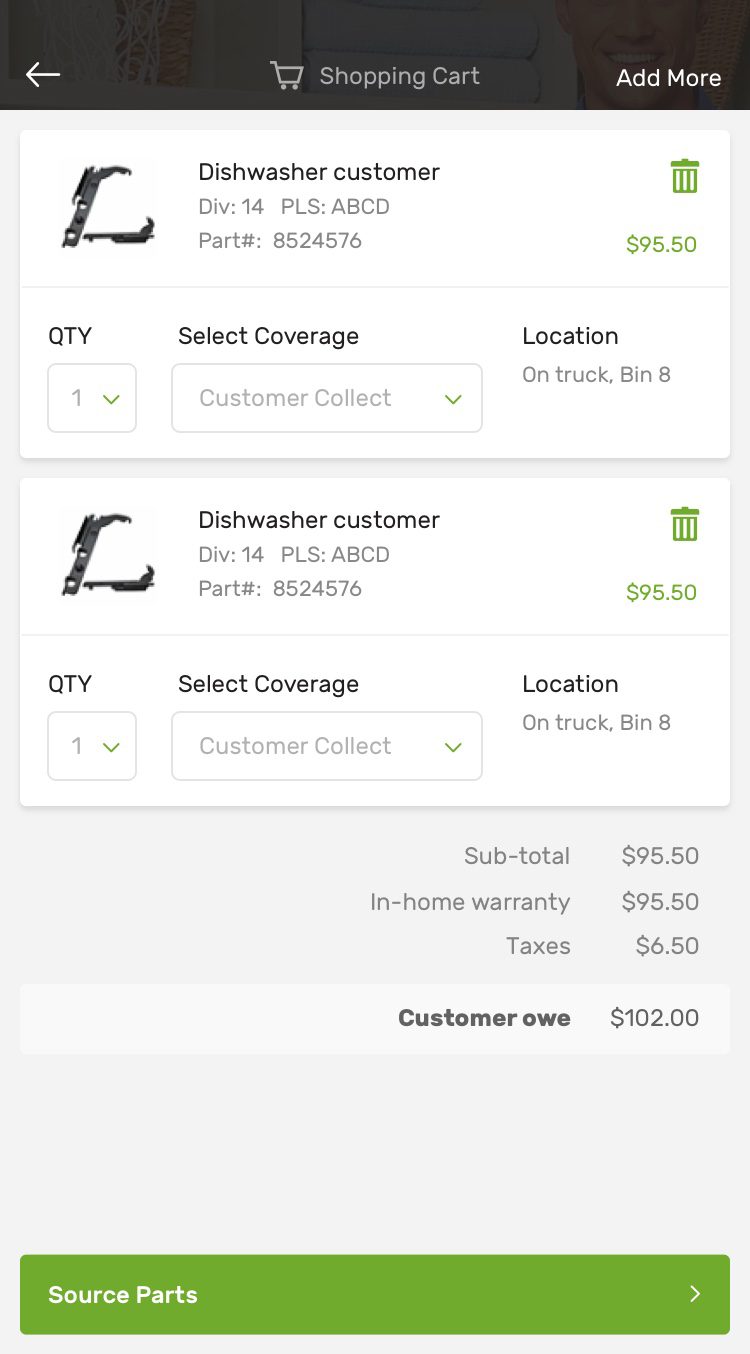 Shopping Cart
Add More
Dishwasher customer
Div: 14 PLS: ABCD
Part#: 8524576
$95.50
QTY
Select Coverage
Location
1
Customer Collect
On truck, Bin 8
Dishwasher customer
Div: 14 PLS: ABCD
Part#: 8524576
$95.50
QTY
Select Coverage
Location
1
Customer Collect
On truck, Bin 8
Sub-total $95.50
In-home warranty $95.50
Taxes $6.50
Customer owe $102.00
Source Parts